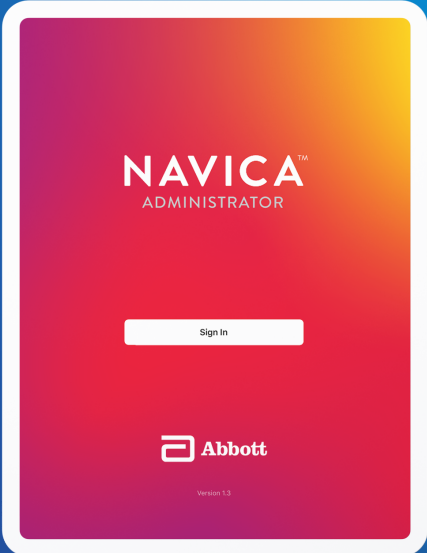 NAVICA™
ADMINISTRATOR
Sign In
Abbott
Version 1.3